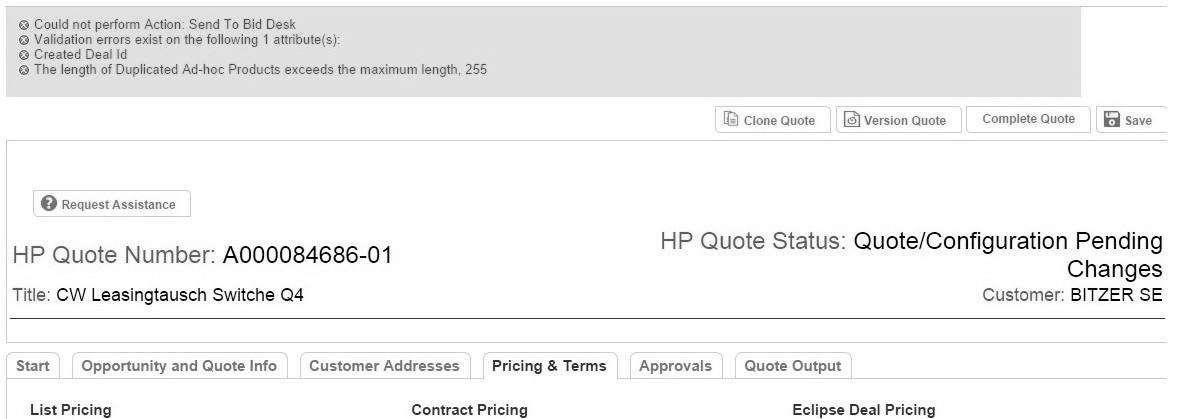 Could not perform Action: Send To Bid Desk
Validation errors exist on the following 1 attribute(s):
Created Deal Id
The length of Duplicated Ad-hoc Products exceeds the maximum length, 255
Clone Quote Version Quote Complete Quote Save
Request Assistance
HP Quote Number: A000084686-01
HP Quote Status: Quote/Configuration Pending
Changes
Title: CW Leasingtausch Switche Q4
Customer: BITZER SE
Start Opportunity and Quote Info Customer Addresses Pricing & Terms Approvals Quote Output
List Pricing Contract Pricing Eclipse Deal Pricing